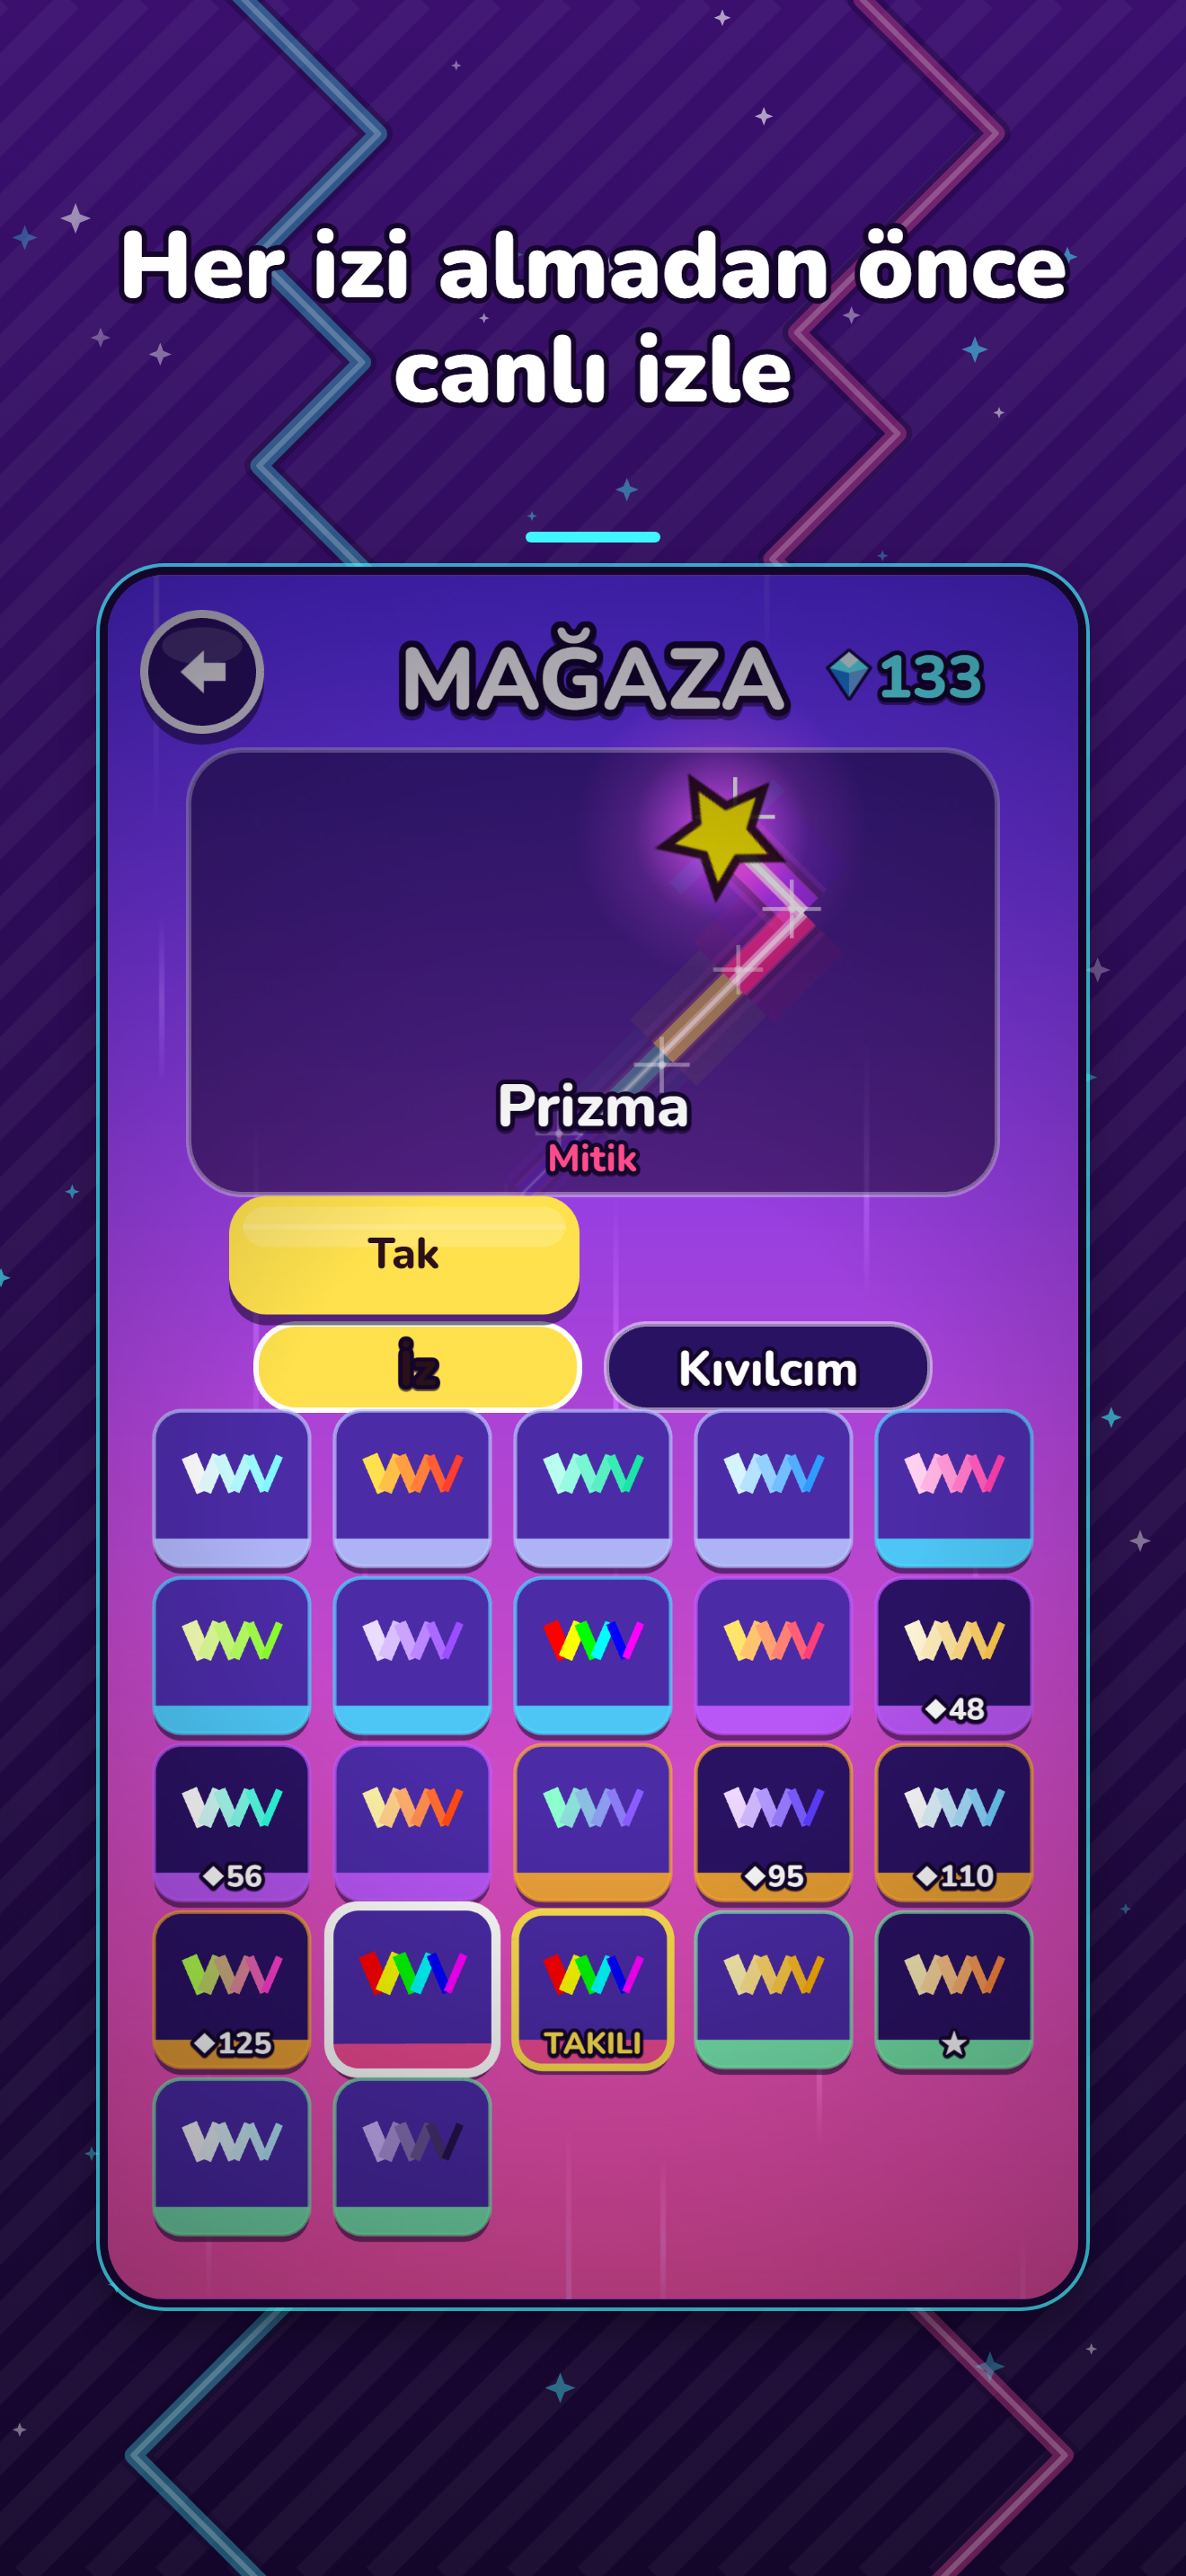 Her izi almadan önce
canlı izle
MAĞAZA
133
Prizma
Mitik
Tak
İz
Kıvılcım
48
56
95
110
125
TAKILI